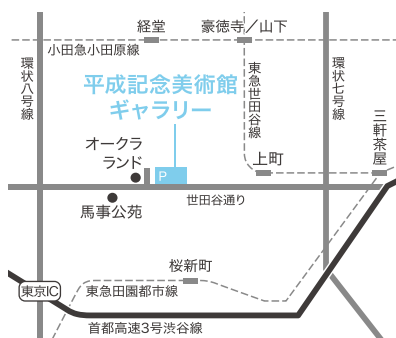 経堂
豪徳寺／山下
小田急小田原線
環状八号線
平成記念美術館
ギャラリー
東急世田谷線
環状七号線
三軒茶屋
オークラ
ランド
上町
P
世田谷通り
馬事公苑
桜新町
東京IC
東急田園都市線
首都高速3号渋谷線